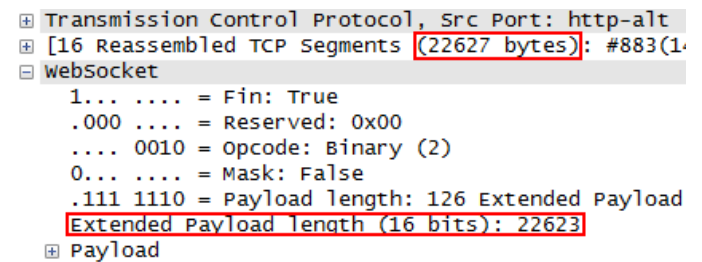 Transmission Control Protocol, Src Port: http-alt
[16 Reassembled TCP Segments (22627 bytes): #883(14
WebSocket
1... .... = Fin: True
.000 .... = Reserved: 0x00
.... 0010 = Opcode: Binary (2)
0... .... = Mask: False
.111 1110 = Payload length: 126 Extended Payload
Extended Payload length (16 bits): 22623
Payload